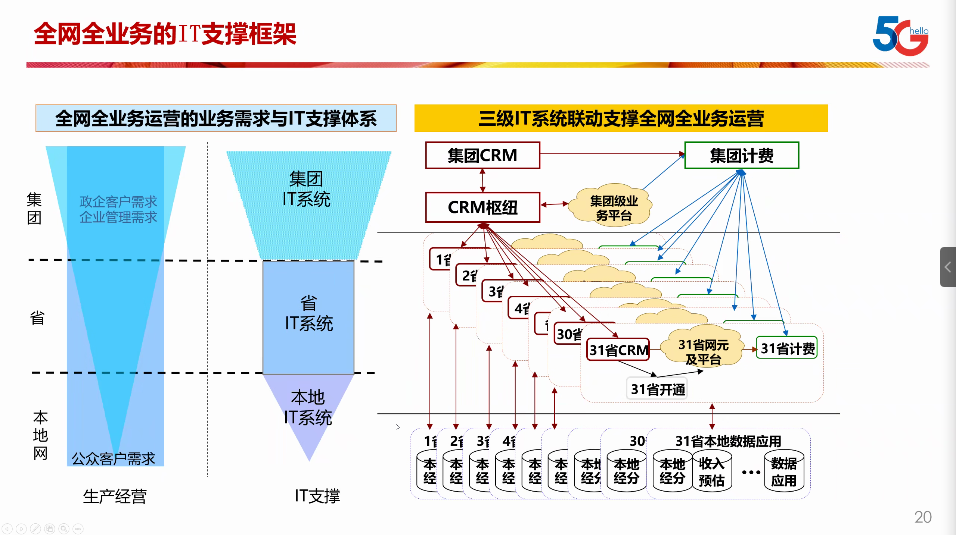 全网全业务的IT支撑框架
5G
hello
全网全业务运营的业务需求与IT支撑体系
三级IT系统联动支撑全网全业务运营
集团
省
本地网
政企客户需求
企业管理需求
公众客户需求
生产经营
集团
IT系统
省
IT系统
本地
IT系统
IT支撑
集团CRM
集团计费
CRM枢纽
集团级业
务平台
1省
2省
3省
4省
30省
31省CRM
31省网元
及平台
31省计费
31省开通
1省
2省
3省
4省
30
31省本地数据应用
本
经
本
经
本
经
本
经
本
经
本
经
本地
经分
本地
经分
本地
经分
收入
预估
...
数据
应用
20